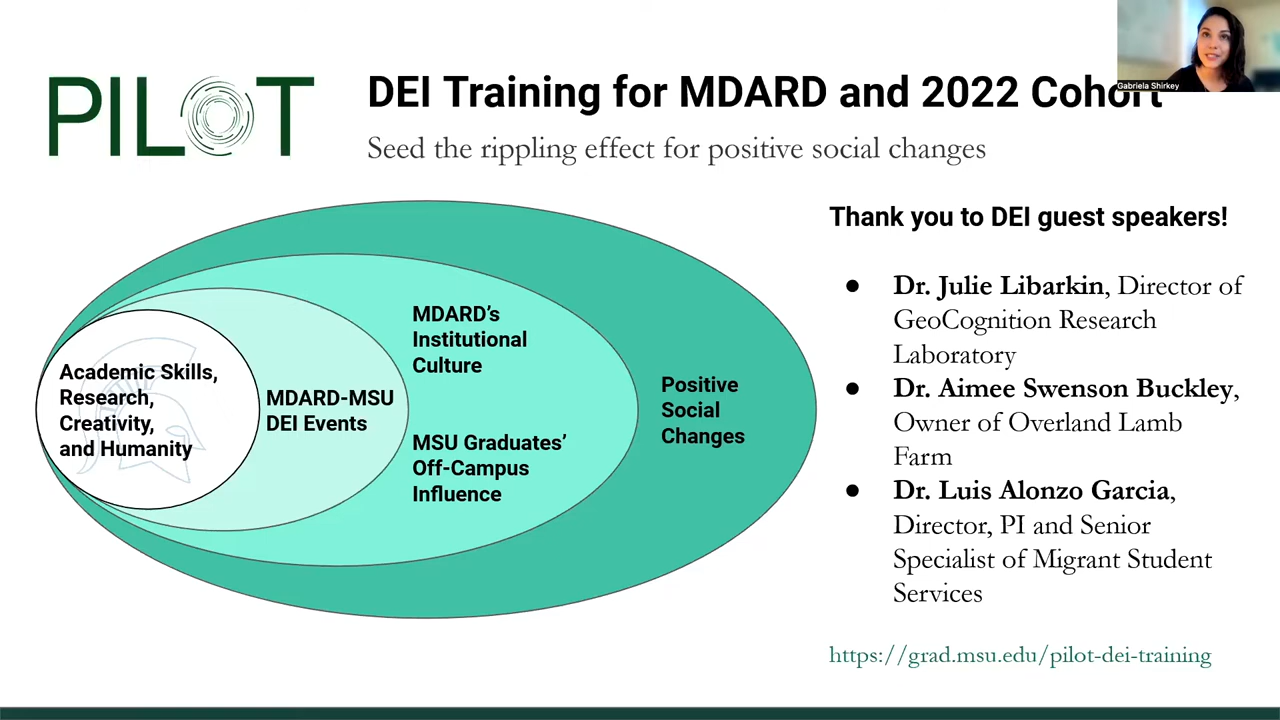 PILOT
DEI Training for MDARD and 2022 Cohort
Seed the rippling effect for positive social changes
Gabriela Shirkey
Academic Skills,
Research,
Creativity,
and Humanity
MDARD-MSU
DEI Events
MDARD's
Institutional
Culture
MSU Graduates'
Off-Campus
Influence
Positive
Social
Changes
Thank you to DEI guest speakers!
● Dr. Julie Libarkin, Director of
GeoCognition Research
Laboratory
● Dr. Aimee Swenson Buckley,
Owner of Overland Lamb
Farm
● Dr. Luis Alonzo Garcia,
Director, PI and Senior
Specialist of Migrant Student
Services
https://grad.msu.edu/pilot-dei-training